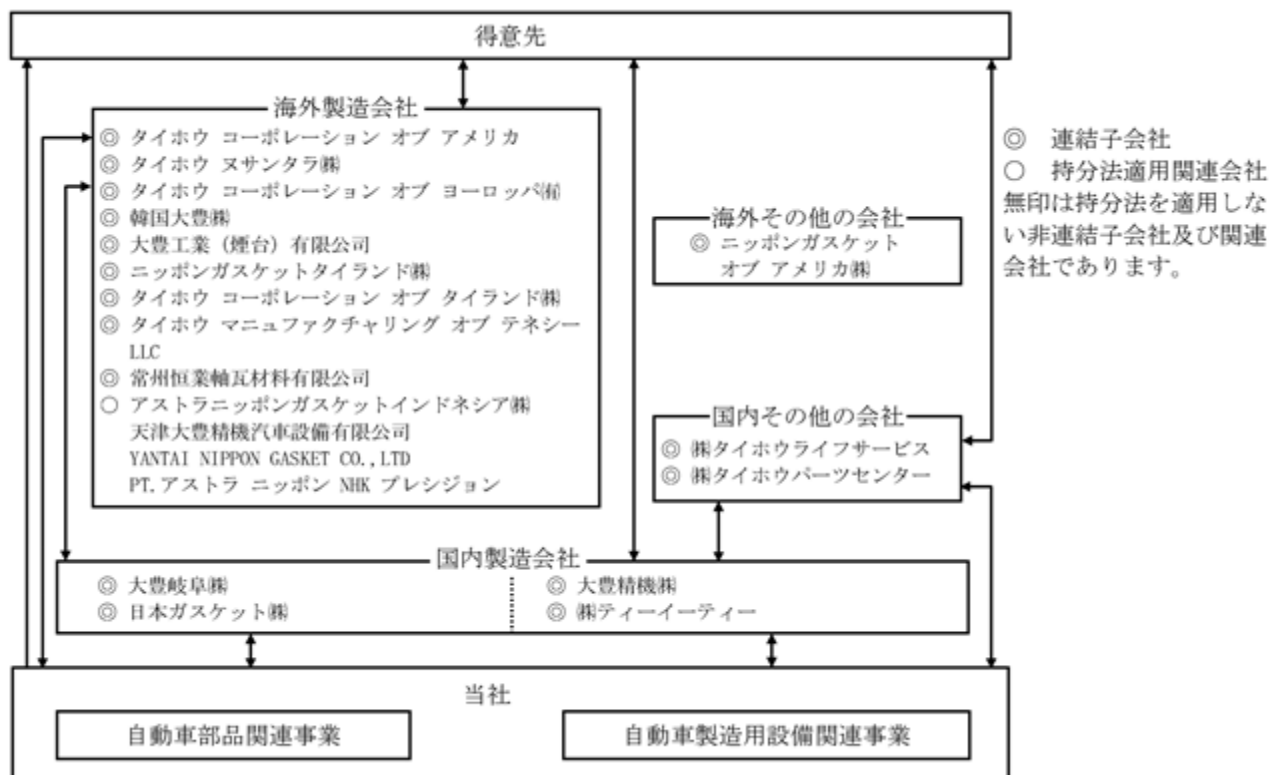 得意先
海外製造会社
◎ タイホウ コーポレーション オブ アメリカ
◎ タイホウ ヌサンタラ㈱
◎ タイホウ コーポレーション オブ ヨーロッパ㈲
◎ 韓国大豊㈱
◎ 大豊工業（煙台）有限公司
◎ ニッポンガスケットタイランド㈱
◎ タイホウ コーポレーション オブ タイランド㈱
◎ タイホウ マニュファクチャリング オブ テネシー
LLC
◎ 常州恒業軸瓦材料有限公司
○ アストラニッポンガスケットインドネシア㈱
天津大豊精機汽車設備有限公司
YANTAI NIPPON GASKET CO.,LTD
PT.アストラ ニッポン NHK プレシジョン
海外その他の会社
◎ ニッポンガスケット
オブ アメリカ㈱
国内その他の会社
◎ ㈱タイホウライフサービス
◎ ㈱タイホウパーツセンター
◎ 連結子会社
○ 持分法適用関連会社
無印は持分法を適用しな
い非連結子会社及び関連
会社であります。
国内製造会社
◎ 大豊岐阜㈱
◎ 日本ガスケット㈱
◎ 大豊精機㈱
◎ ㈱ティーイーティー
当社
自動車部品関連事業
自動車製造用設備関連事業